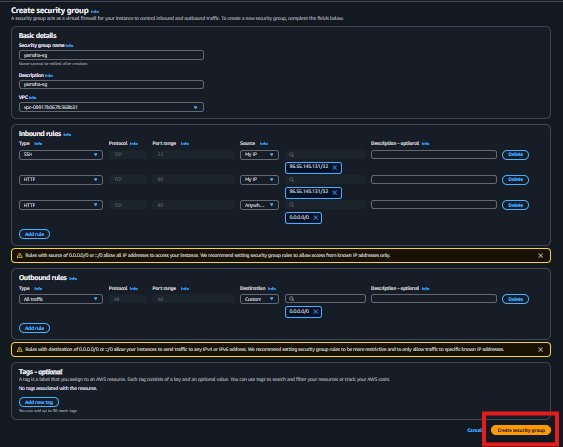 Create security group Info
A security group acts as a virtual firewall for your instance to control inbound and outbound traffic. To create a new security group, complete the fields below.
Basic details
Security group name Info
yamaha-sg
Name cannot be edited after creation.
Description Info
yamaha-sg
VPC Info
Inbound rules Info
Type Info Protocol Info Port range Info Source Info Description - optional Info
SSH TCP 22 My IP Delete
96.55.145.131/32
HTTP TCP 80 My IP Delete
96.55.145.131/32
HTTP TCP 80 Anywh... Delete
0.0.0.0/0
Add rule
Rules with source of 0.0.0.0/0 or ::/0 allow all IP addresses to access your instance. We recommend setting security group rules to allow access from known IP addresses only.
Outbound rules Info
Type Info Protocol Info Port range Info Destination Info Description - optional Info
All traffic All All Custom Delete
0.0.0.0/0
Add rule
Rules with destination of 0.0.0.0/0 or ::/0 allow your instances to send traffic to any IPv4 or IPv6 address. We recommend setting security group rules to be more restrictive and to only allow traffic to specific known IP addresses.
Tags - optional
A tag is a label that you assign to an AWS resource. Each tag consists of a key and an optional value. You can use tags to search and filter your resources or track your AWS costs.
No tags associated with the resource.
Add new tag
You can add up to 50 more tags
Cancel Create security group